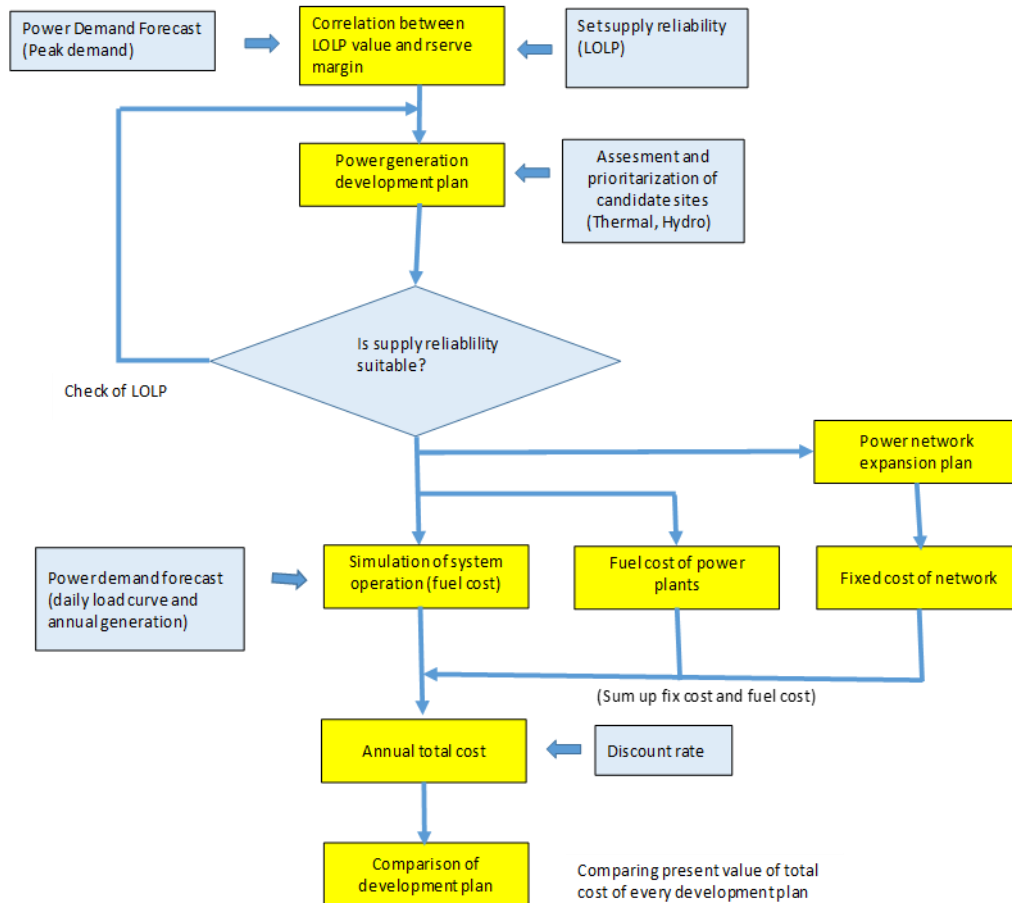 Power Demand Forecast
(Peak demand)
Correlation between
LOLP value and rserve
margin
Set supply reliability
(LOLP)
Power generation
development plan
Assesment and
prioritarization of
candidate sites
(Thermal, Hydro)
Is supply reliablility
suitable?
Check of LOLP
Power network
expansion plan
Power demand forecast
(daily load curve and
annual generation)
Simulation of system
operation (fuel cost)
Fuel cost of power
plants
Fixed cost of network
(Sum up fix cost and fuel cost)
Annual total cost
Discount rate
Comparison of
development plan
Comparing present value of total
cost of every development plan